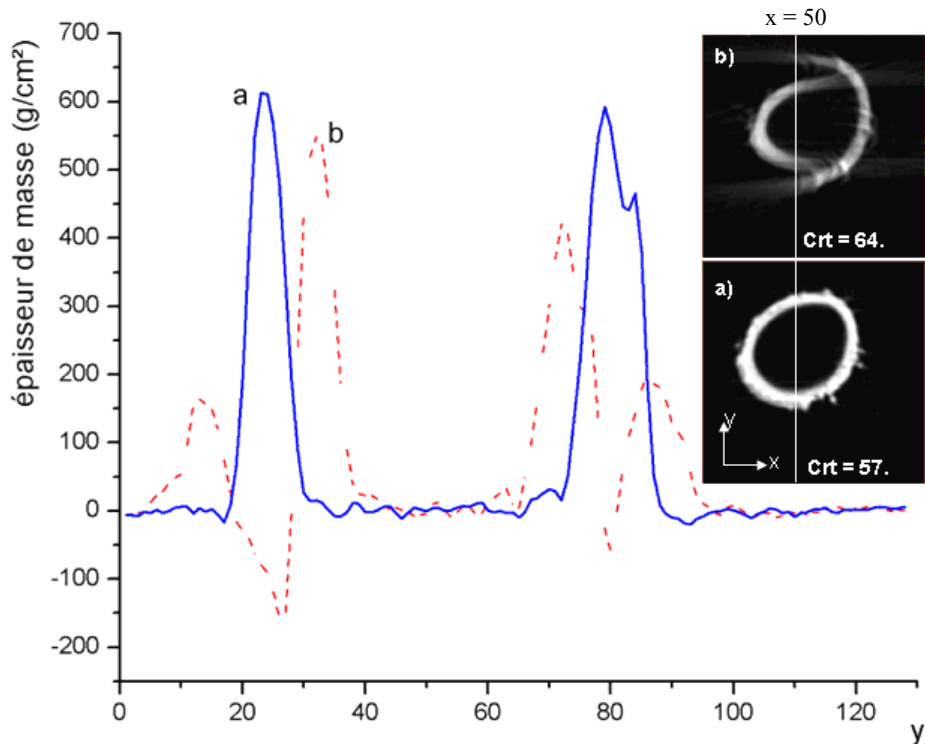 x = 50
700
600
500
400
300
200
100
0
-100
-200
épaisseur de masse (g/cm²)
a
b
b)
Crt = 64.
a)
y
x
Crt = 57.
0
20
40
60
80
100
120
y